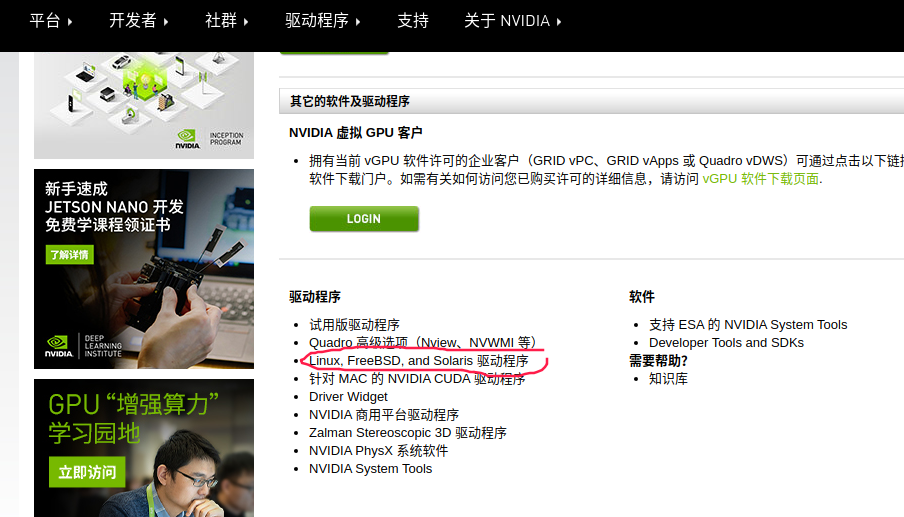 平台 开发者 社群 驱动程序 支持 关于 NVIDIA
NVIDIA. INCEPTION PROGRAM
新手速成
JETSON NANO 开发
免费学课程领证书
了解详情
NVIDIA. DEEP LEARNING INSTITUTE
GPU “增强算力”
学习园地
立即访问
其它的软件及驱动程序
NVIDIA 虚拟 GPU 客户
拥有当前 vGPU 软件许可的企业客户（GRID vPC、GRID vApps 或 Quadro vDWS）可通过点击以下链接
软件下载门户。如需有关如何访问您已购买许可的详细信息，请访问 vGPU 软件下载页面.
LOGIN
驱动程序
试用版驱动程序
Quadro 高级选项（Nview、NVWMI 等）
Linux, FreeBSD, and Solaris 驱动程序
针对 MAC 的 NVIDIA CUDA 驱动程序
Driver Widget
NVIDIA 商用平台驱动程序
Zalman Stereoscopic 3D 驱动程序
NVIDIA PhysX 系统软件
NVIDIA System Tools
软件
支持 ESA 的 NVIDIA System Tools
Developer Tools and SDKs
需要帮助?
知识库